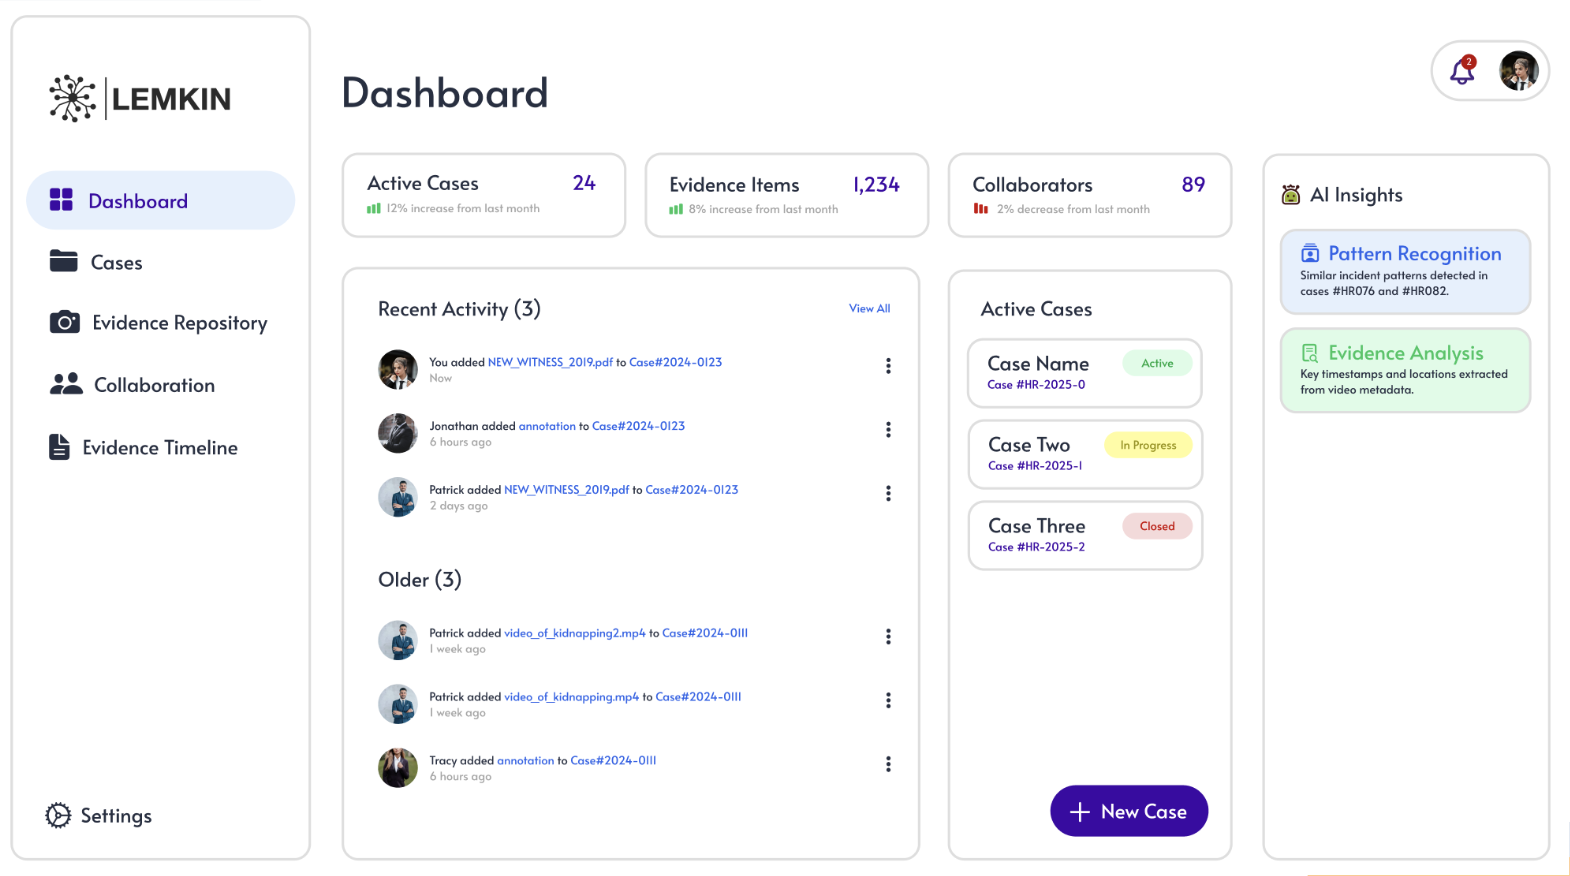 LEMKIN
Dashboard
Cases
Evidence Repository
Collaboration
Evidence Timeline
Settings
Dashboard
2
Active Cases 24
12% increase from last month
Evidence Items 1,234
8% increase from last month
Collaborators 89
2% decrease from last month
Recent Activity (3) View All
You added NEW_WITNESS_2019.pdf to Case#2024-0123
Now
Jonathan added annotation to Case#2024-0123
6 hours ago
Patrick added NEW_WITNESS_2019.pdf to Case#2024-0123
2 days ago
Older (3)
Patrick added video_of_kidnapping2.mp4 to Case#2024-0111
1 week ago
Patrick added video_of_kidnapping.mp4 to Case#2024-0111
1 week ago
Tracy added annotation to Case#2024-0111
6 hours ago
Active Cases
Case Name Active
Case #HR-2025-0
Case Two In Progress
Case #HR-2025-1
Case Three Closed
Case #HR-2025-2
New Case
AI Insights
Pattern Recognition
Similar incident patterns detected in
cases #HR076 and #HR082.
Evidence Analysis
Key timestamps and locations extracted
from video metadata.